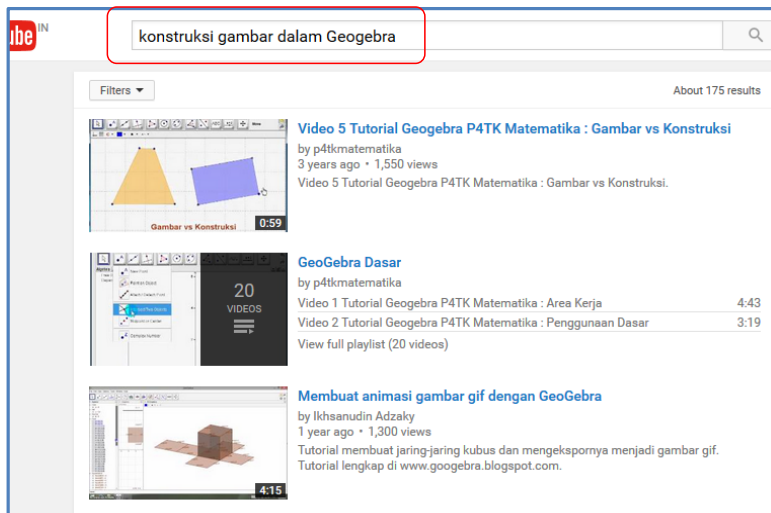 ube IN
konstruksi gambar dalam Geogebra
Filters
About 175 results
Video 5 Tutorial Geogebra P4TK Matematika : Gambar vs Konstruksi
by p4tkmatematika
3 years ago • 1,550 views
Video 5 Tutorial Geogebra P4TK Matematika : Gambar vs Konstruksi.
Gambar vs Konstruksi
0:59
GeoGebra Dasar
by p4tkmatematika
Video 1 Tutorial Geogebra P4TK Matematika : Area Kerja 4:43
Video 2 Tutorial Geogebra P4TK Matematika : Penggunaan Dasar 3:19
View full playlist (20 videos)
20
VIDEOS
Membuat animasi gambar gif dengan GeoGebra
by Ikhsanudin Adzaky
1 year ago • 1,300 views
Tutorial membuat jaring-jaring kubus dan mengekspornya menjadi gambar gif.
Tutorial lengkap di www.googebra.blogspot.com.
4:15